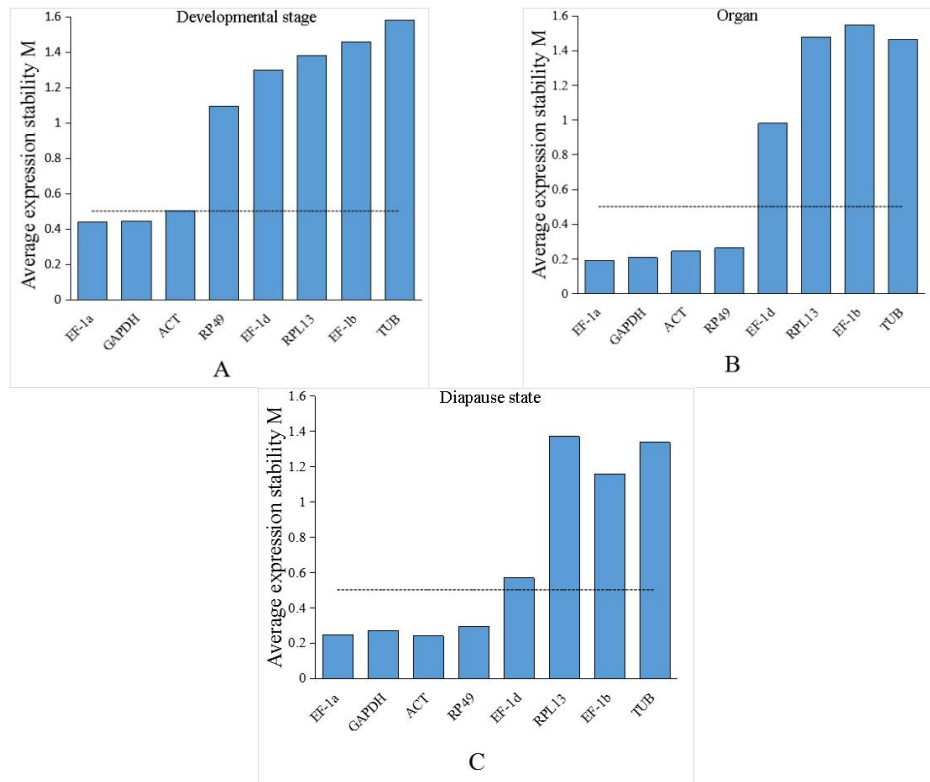 Developmental stage
Average expression stability M
1.6
1.4
1.2
1
0.8
0.6
0.4
0.2
0
EF-1a
GAPDH
ACT
RP49
EF-1d
RPL13
EF-1b
TUB
A
Organ
Average expression stability M
1.6
1.4
1.2
1
0.8
0.6
0.4
0.2
0
EF-1a
GAPDH
ACT
RP49
EF-1d
RPL13
EF-1b
TUB
B
Diapause state
Average expression stability M
1.6
1.4
1.2
1
0.8
0.6
0.4
0.2
0
EF-1a
GAPDH
ACT
RP49
EF-1d
RPL13
EF-1b
TUB
C